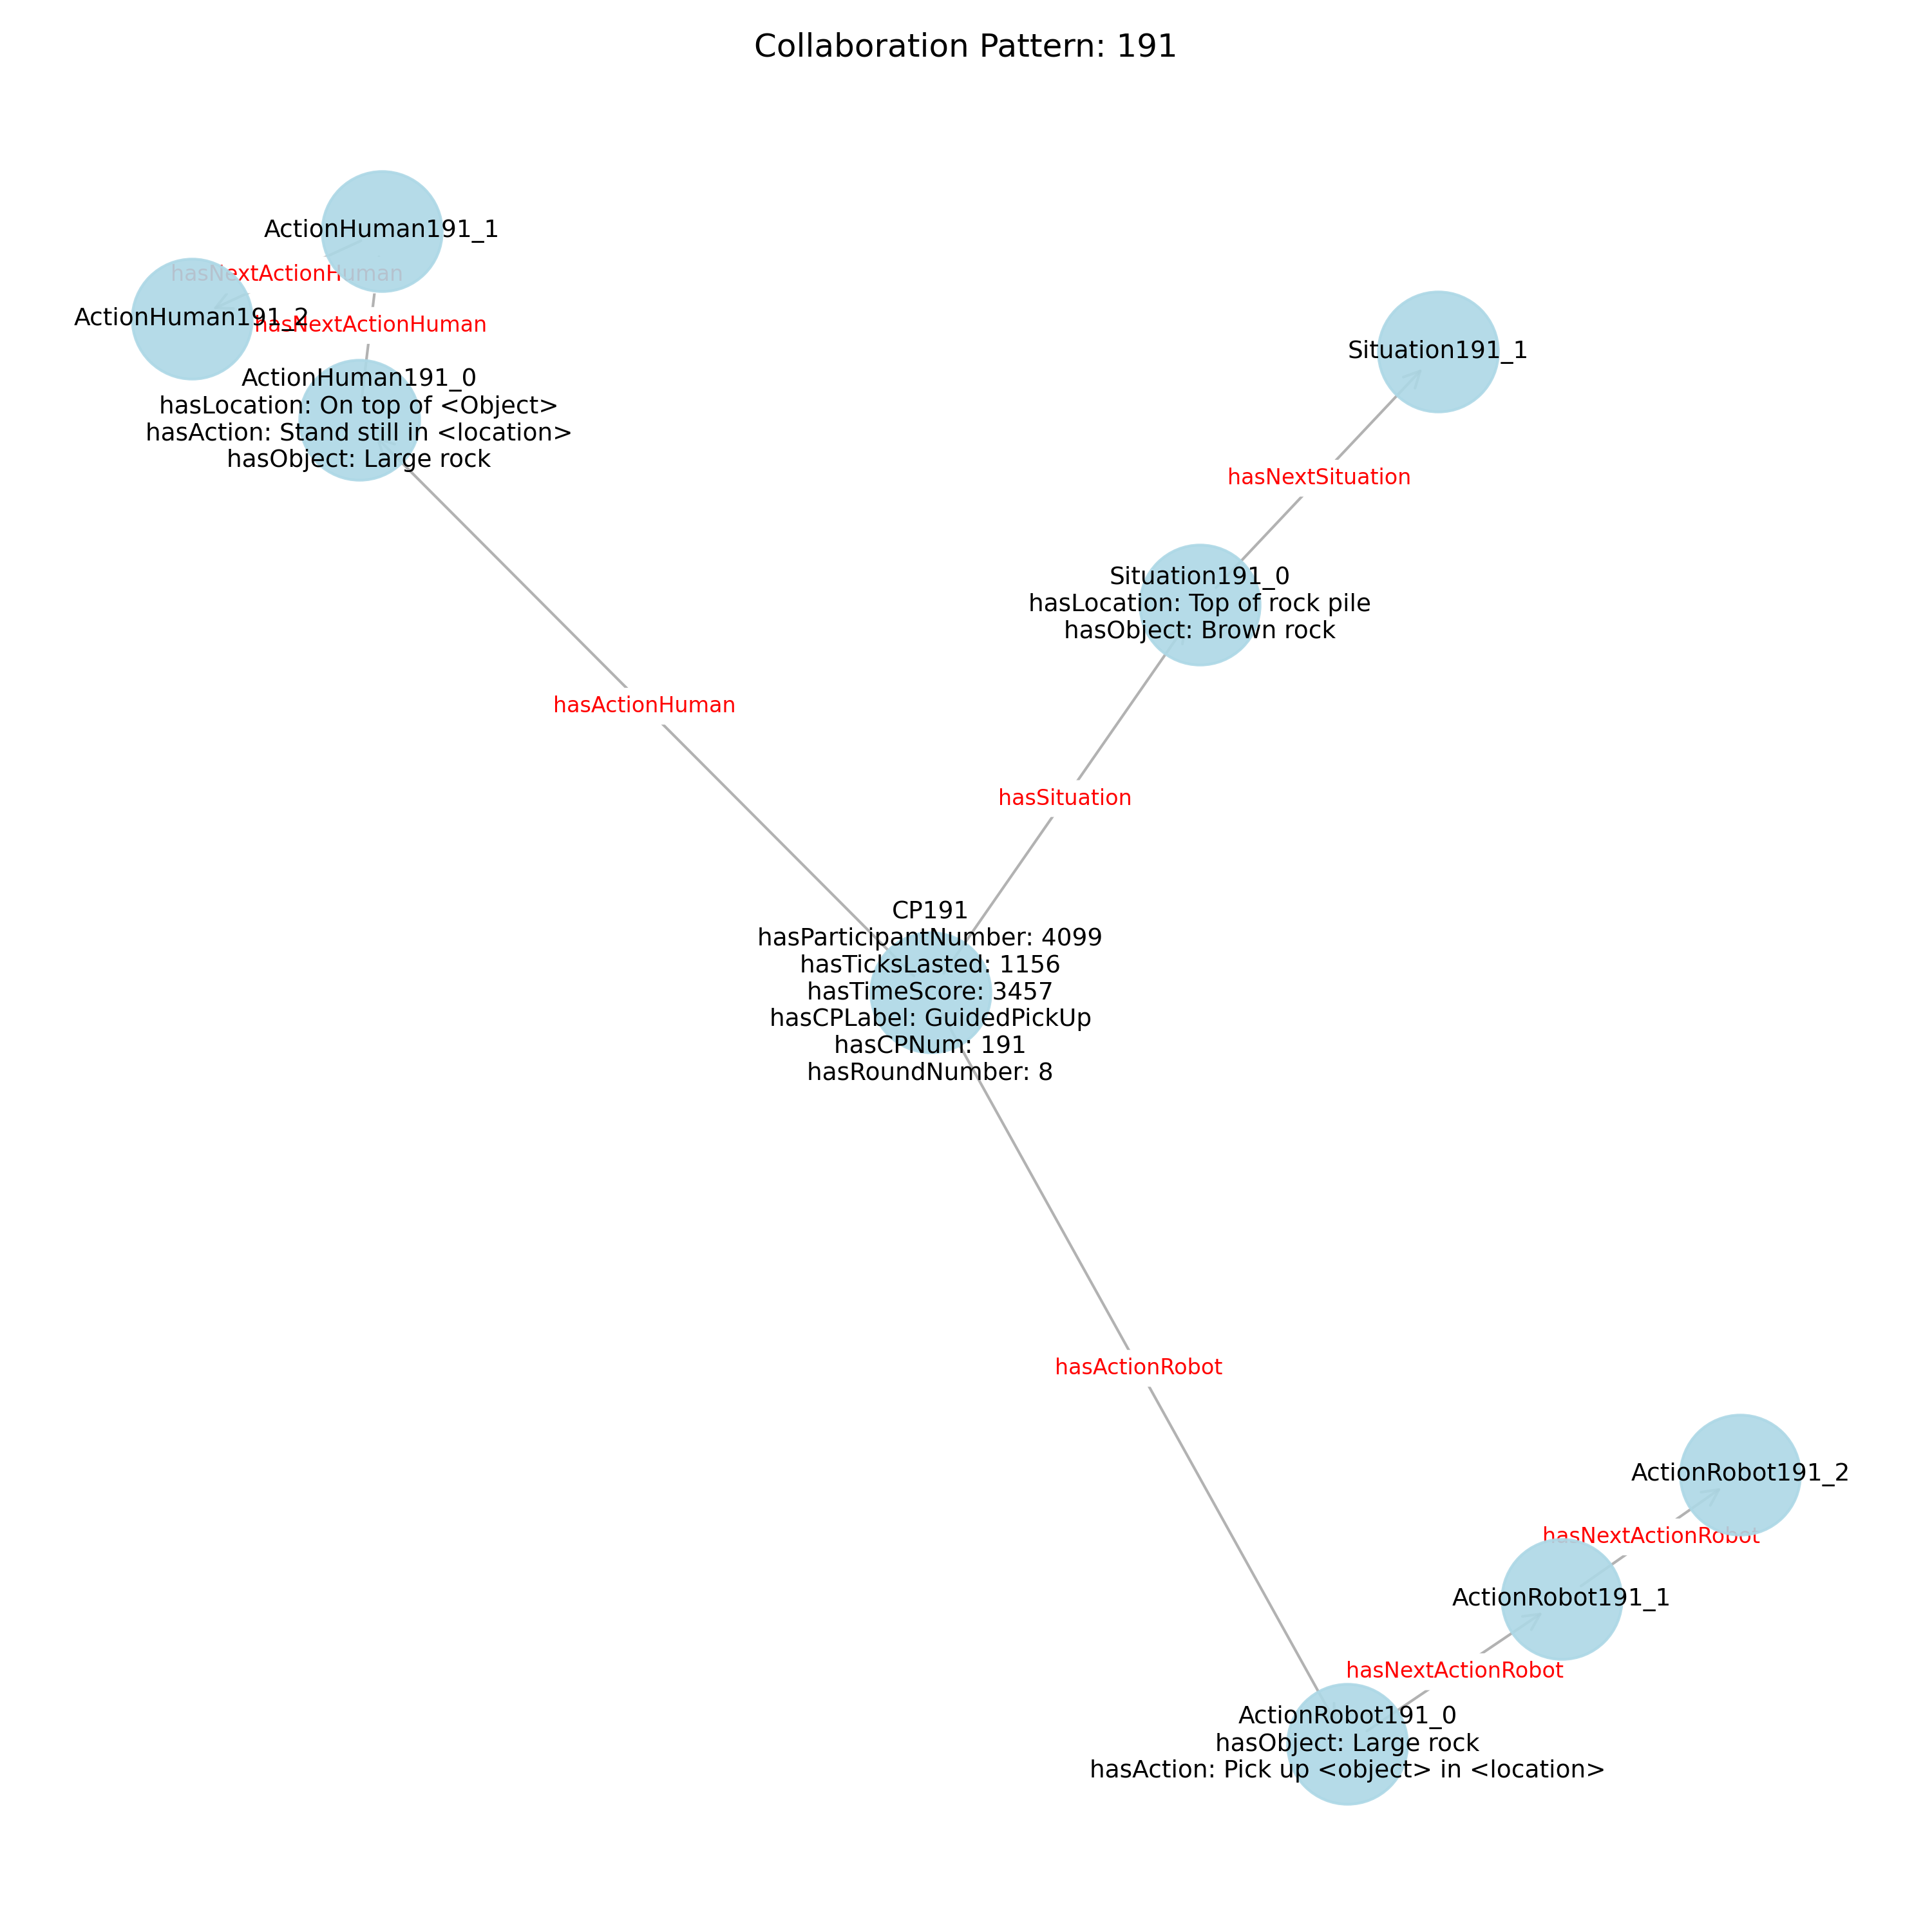 Collaboration Pattern: 191
ActionHuman191_1
hasNextActionHuman
ActionHuman191_2
hasNextActionHuman
ActionHuman191_0
hasLocation: On top of <Object>
hasAction: Stand still in <location>
hasObject: Large rock
Situation191_1
hasNextSituation
Situation191_0
hasLocation: Top of rock pile
hasObject: Brown rock
hasActionHuman
hasSituation
CP191
hasParticipantNumber: 4099
hasTicksLasted: 1156
hasTimeScore: 3457
hasCPLabel: GuidedPickUp
hasCPNum: 191
hasRoundNumber: 8
hasActionRobot
ActionRobot191_2
hasNextActionRobot
ActionRobot191_1
hasNextActionRobot
ActionRobot191_0
hasObject: Large rock
hasAction: Pick up <object> in <location>